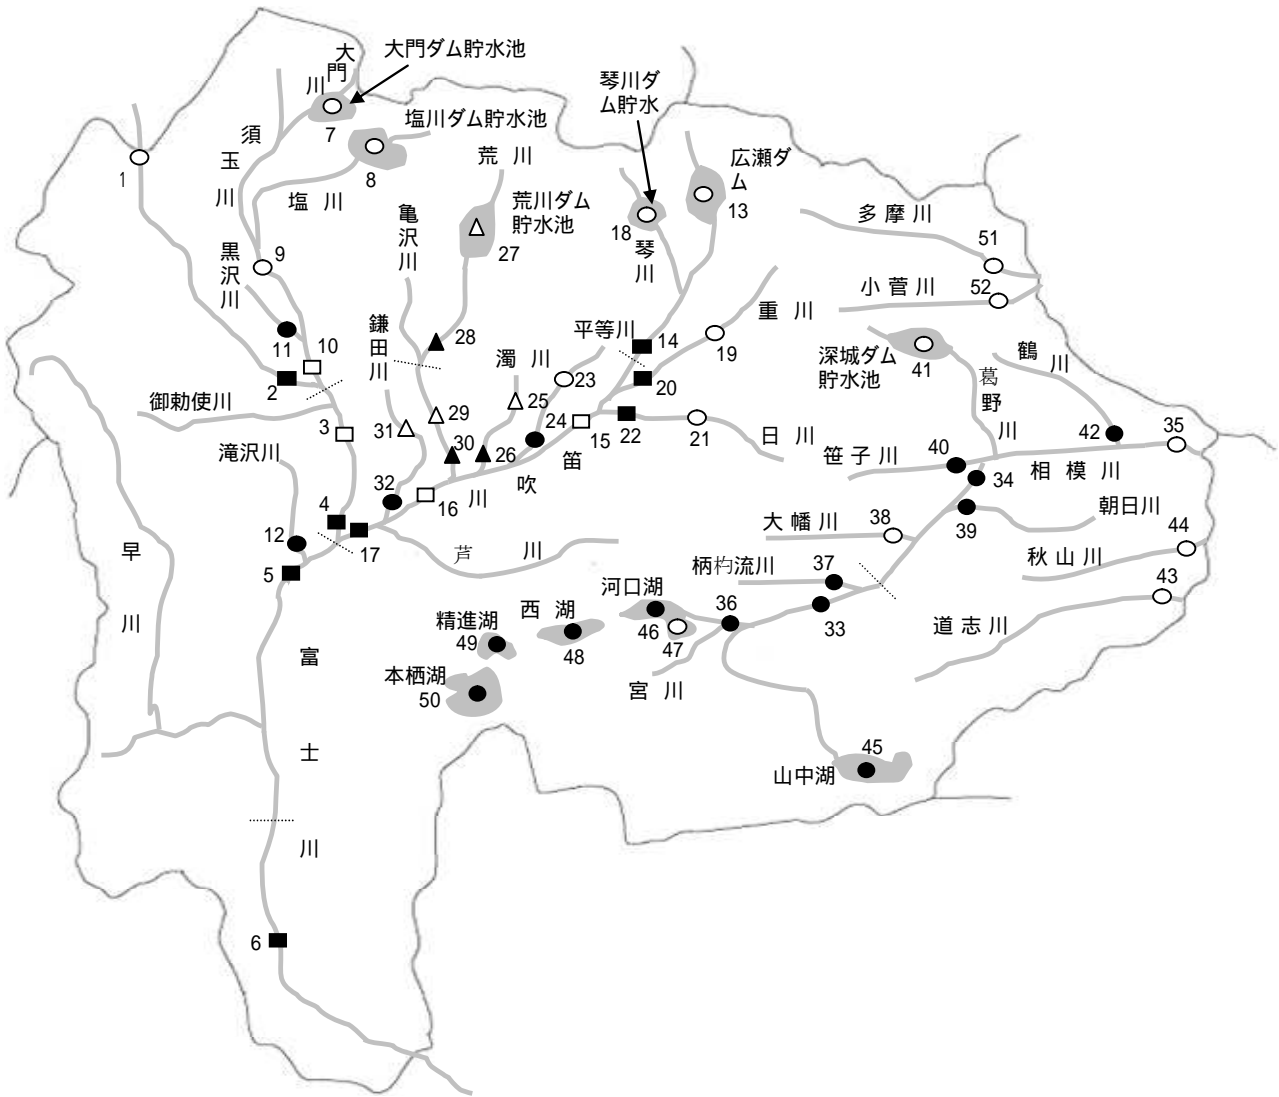 大門川
大門ダム貯水池
7
塩川ダム貯水池
8
須玉川
塩川
荒川
荒川ダム
貯水池
27
亀沢川
琴川ダ
ム貯水
18
琴川
広瀬ダ
ム
13
多摩川
51
小菅川
52
1
9
黒沢川
11
10
2
鎌田川
28
平等川
14
重川
19
濁川
23
20
深城ダム
貯水池
41
葛野川
鶴川
御勅使川
3
31
29
25
24
15
22
21
日川
30
26
笛吹川
笹子川
40
42
35
相模川
34
滝沢川
32
16
4
17
12
5
芦川
大幡川
38
39
朝日川
44
秋山川
43
道志川
柄杓流川
37
33
早川
河口湖
46
47
36
西湖
48
精進湖
49
本栖湖
50
宮川
富士川
山中湖
45
6